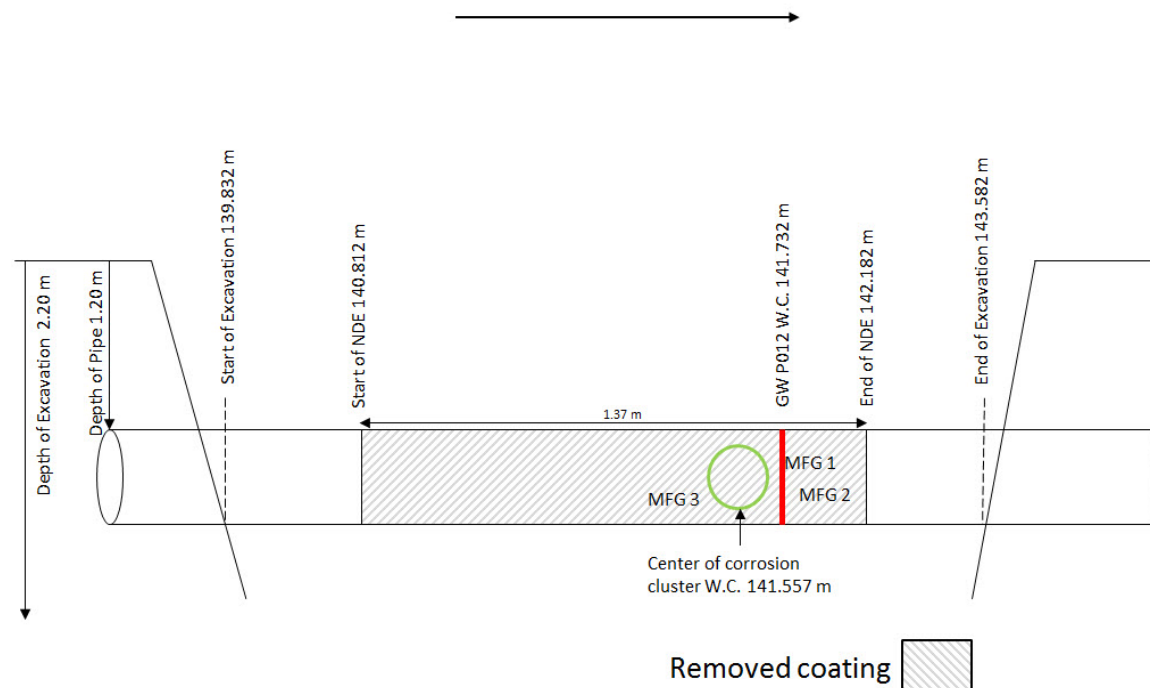 Depth of Excavation 2.20 m
Depth of Pipe 1.20 m
Start of Excavation 139.832 m
Start of NDE 140.812 m
GW P012 W.C. 141.732 m
End of NDE 142.182 m
End of Excavation 143.582 m
1.37 m
MFG 1
MFG 2
MFG 3
Center of corrosion
cluster W.C. 141.557 m
Removed coating